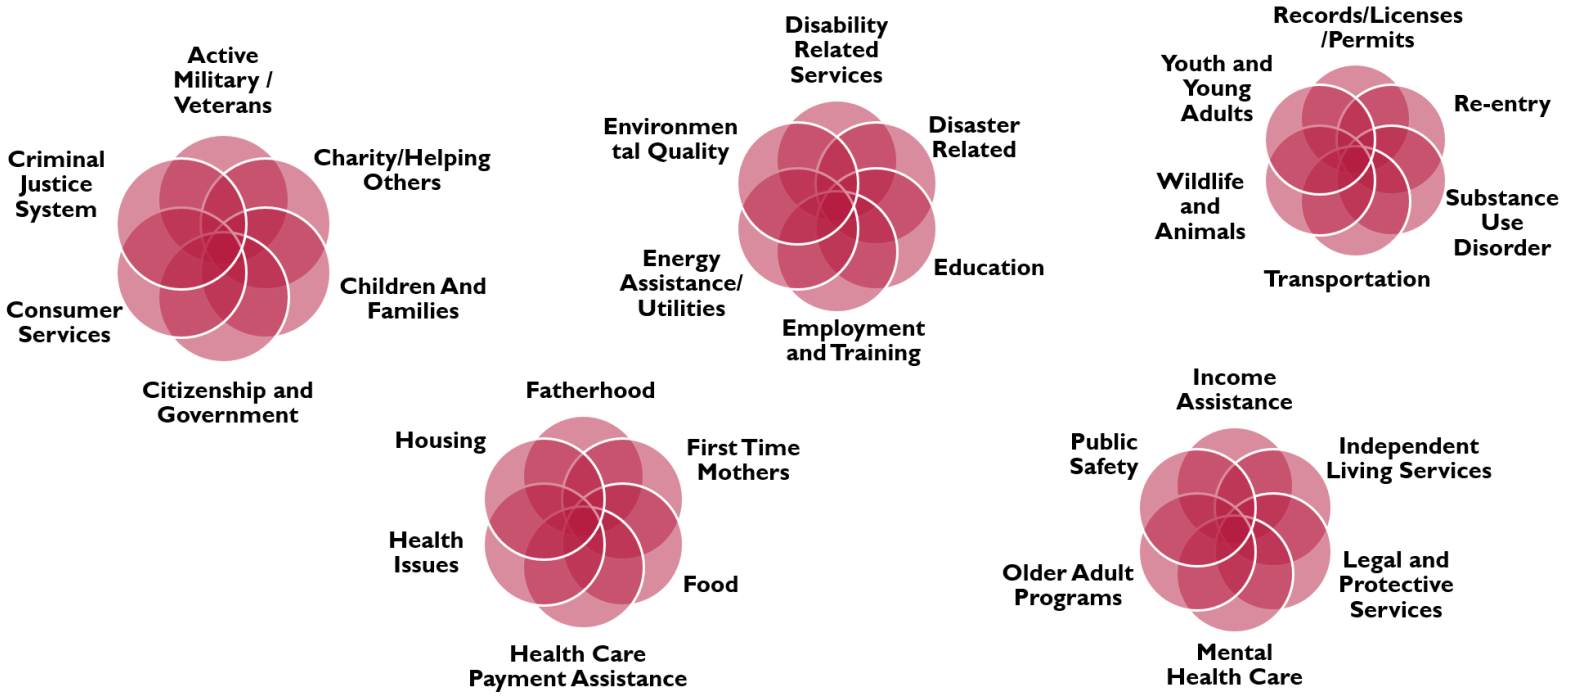 Active
Military /
Veterans
Charity/Helping
Others
Children And
Families
Citizenship and
Government
Consumer
Services
Criminal
Justice
System
Disability
Related
Services
Disaster
Related
Education
Employment
and Training
Energy
Assistance/
Utilities
Environmen
tal Quality
Records/Licenses
/Permits
Re-entry
Substance
Use
Disorder
Transportation
Wildlife
and
Animals
Youth and
Young
Adults
Fatherhood
First Time
Mothers
Food
Health Care
Payment Assistance
Health
Issues
Housing
Income
Assistance
Independent
Living Services
Legal and
Protective
Services
Mental
Health Care
Older Adult
Programs
Public
Safety